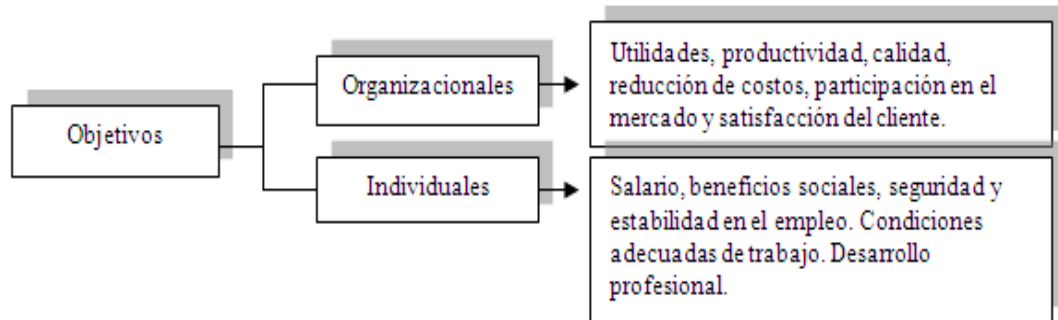 Objetivos
Organizacionales
Utilidades, productividad, calidad,
reducción de costos, participación en el
mercado y satisfacción del cliente.
Individuales
Salario, beneficios sociales, seguridad y
estabilidad en el empleo. Condiciones
adecuadas de trabajo. Desarrollo
profesional.